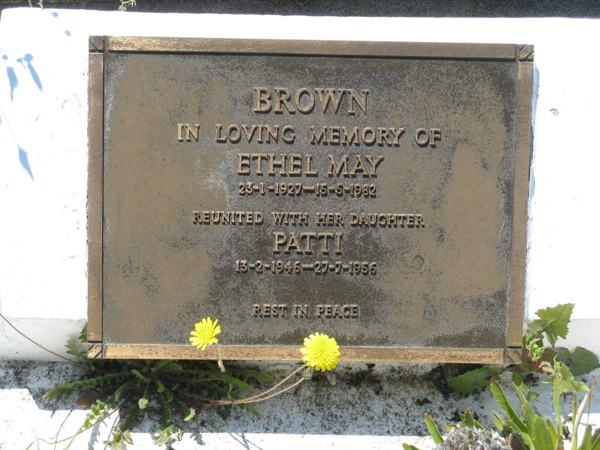 BROWN
IN LOVING MEMORY OF
ETHEL MAY
23-1-1927—15-5-1982
REUNITED WITH HER DAUGHTER
PATTI
13-2-1946—27-7-1956
REST IN PEACE